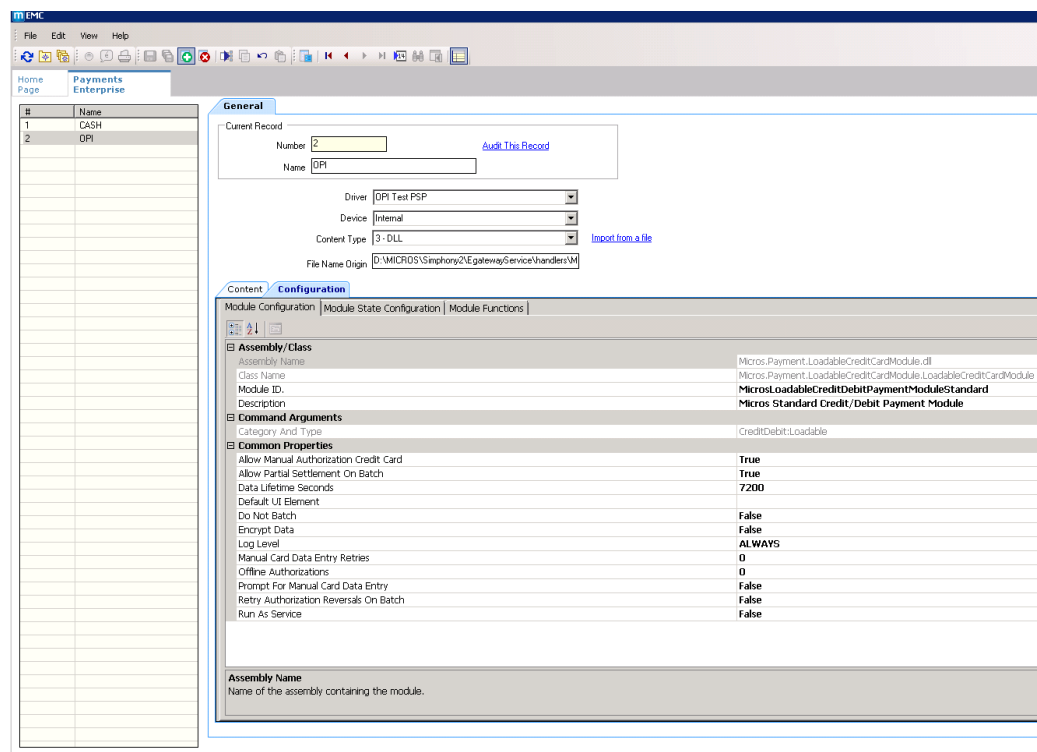 m EMC
File Edit View Help
Home Page
Payments Enterprise
# Name
1 CASH
2 OPI
General
Current Record
Number 2 Audit This Record
Name OPI
Driver OPI Test PSP
Device Internal
Content Type 3 - DLL Import from a file
File Name Origin D:\MICROS\Simphony2\EgatewayService\handlers\M
Content Configuration
Module Configuration Module State Configuration Module Functions
Assembly/Class
Assembly Name Micros.Payment.LoadableCreditCardModule.dll
Class Name Micros.Payment.LoadableCreditCardModule.LoadableCreditCardModule
Module ID. MicrosLoadableCreditDebitPaymentModuleStandard
Description Micros Standard Credit/Debit Payment Module
Command Arguments
Category And Type CreditDebit:Loadable
Common Properties
Allow Manual Authorization Credit Card True
Allow Partial Settlement On Batch True
Data Lifetime Seconds 7200
Default UI Element
Do Not Batch False
Encrypt Data False
Log Level ALWAYS
Manual Card Data Entry Retries 0
Offline Authorizations 0
Prompt For Manual Card Data Entry False
Retry Authorization Reversals On Batch False
Run As Service False
Assembly Name
Name of the assembly containing the module.